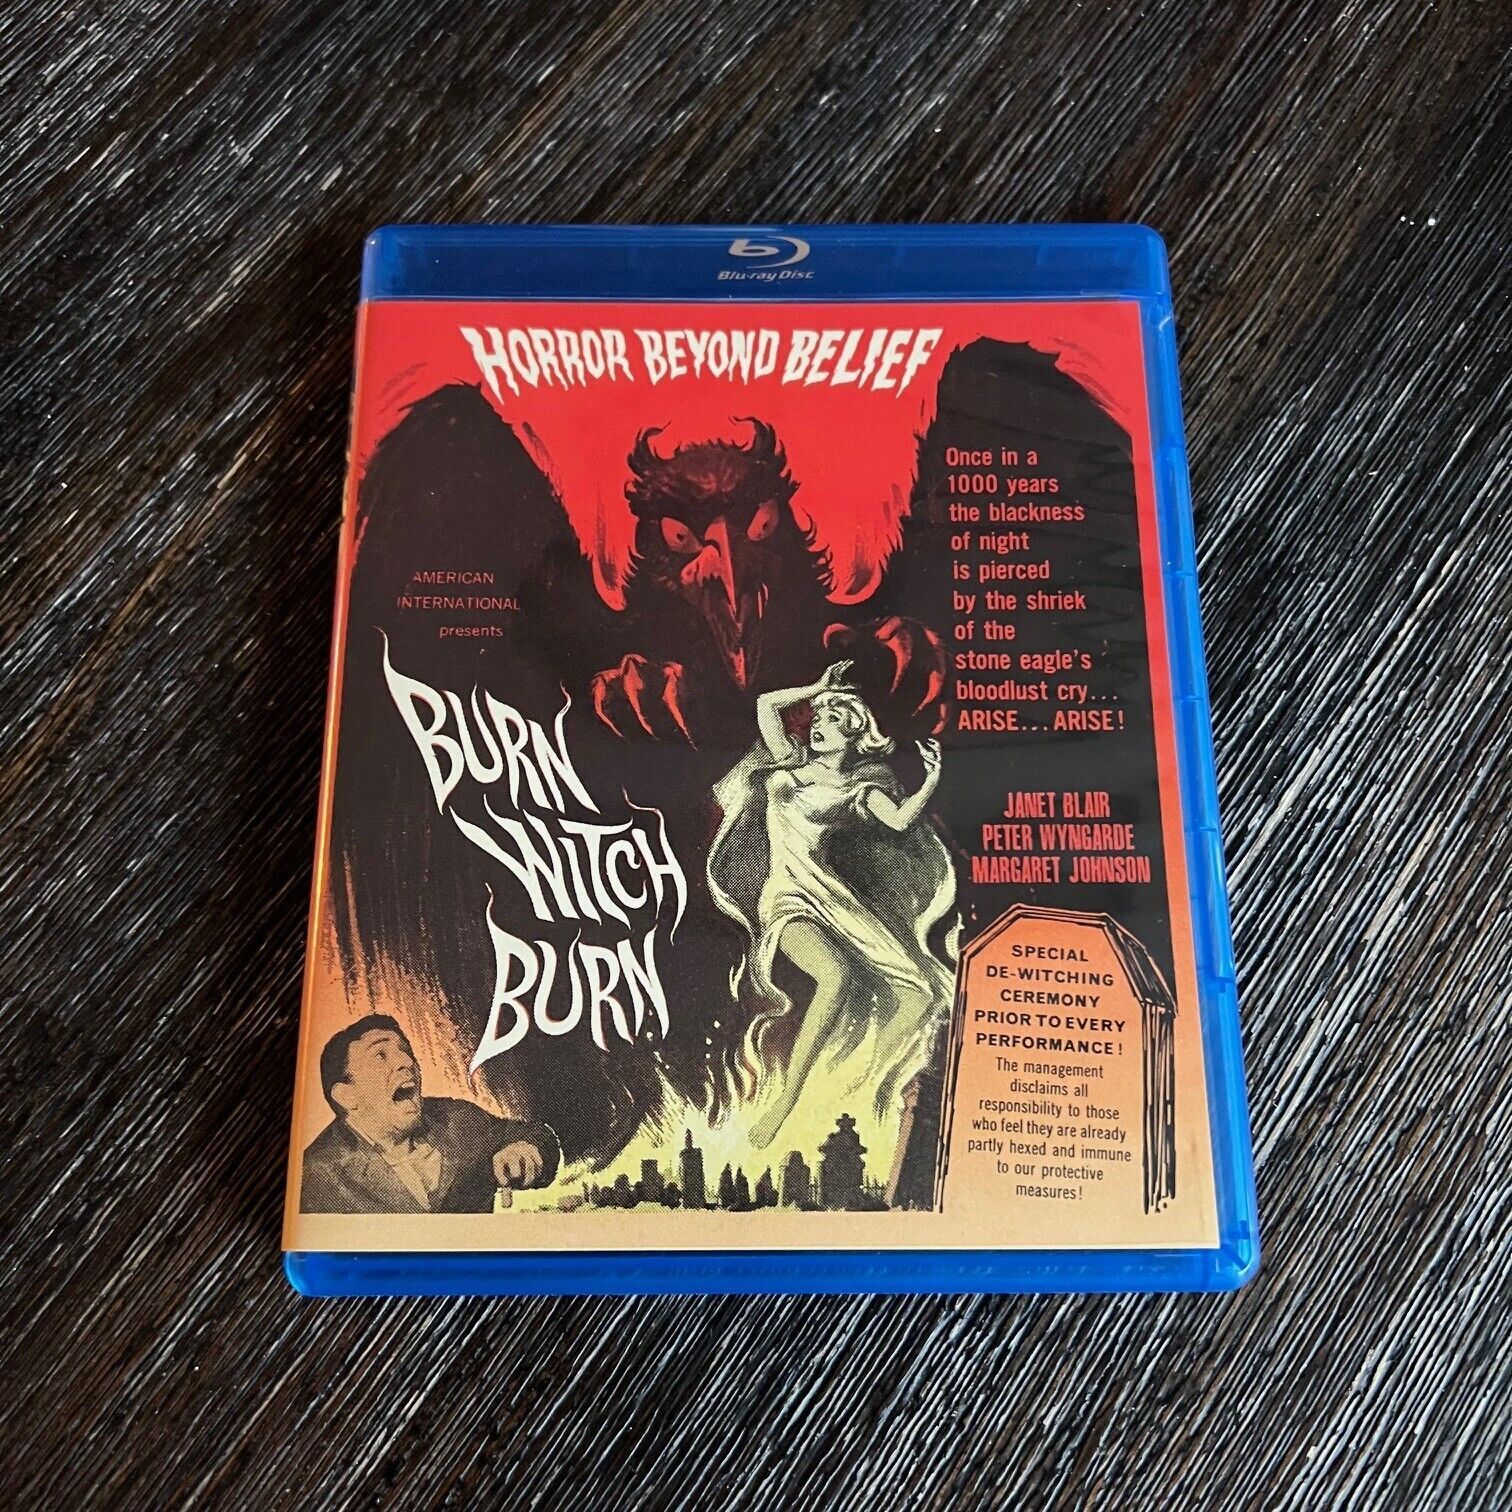 Blu-ray Disc
HORROR BEYOND BELIEF
Once in a
1000 years
the blackness
of night
is pierced
by the shriek
of the
stone eagle's
bloodlust cry...
ARISE...ARISE!
AMERICAN
INTERNATIONAL
presents
BURN
WITCH
BURN
JANET BLAIR
PETER WYNGARDE
MARGARET JOHNSON
SPECIAL
DE-WITCHING
CEREMONY
PRIOR TO EVERY
PERFORMANCE!
The management
disclaims all
responsibility to those
who feel they are already
partly hexed and immune
to our protective
measures!